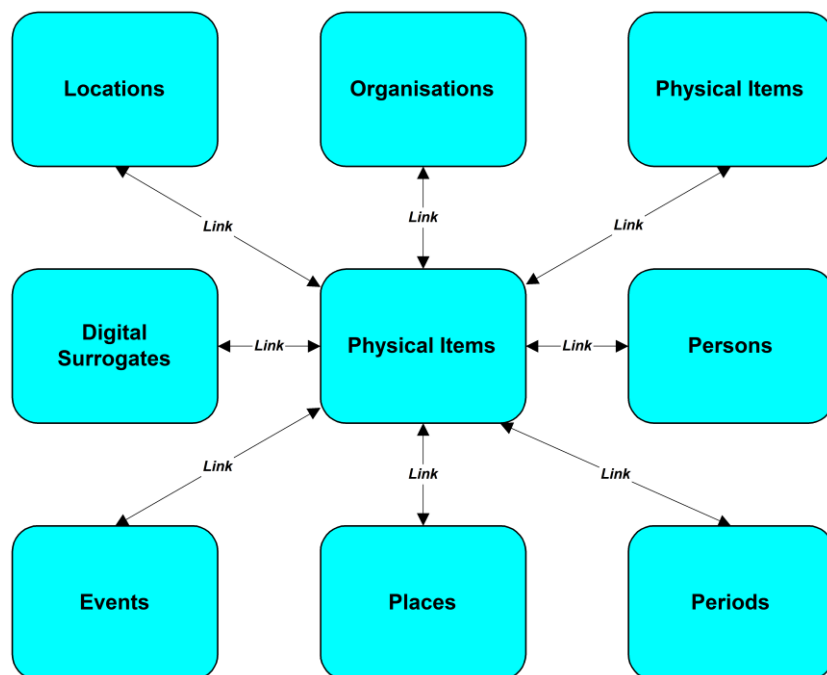 Locations
Organisations
Physical Items
Link
Link
Link
Digital
Surrogates
Link
Physical Items
Link
Persons
Link
Link
Link
Events
Places
Periods